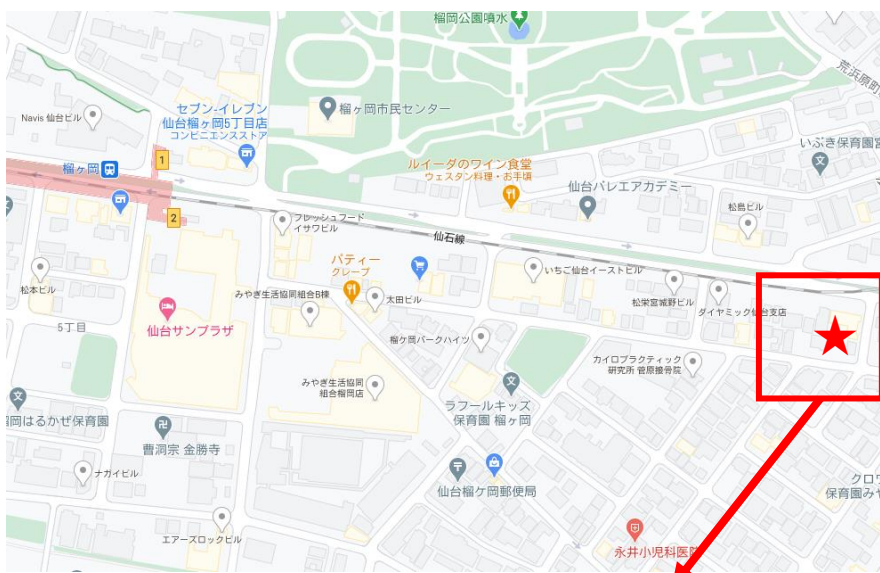 榴岡公園噴水
荒浜原町
セブン-イレブン
仙台榴ヶ岡5丁目店
コンビニエンスストア
Navis 仙台ビル
榴ヶ岡市民センター
いぶき保育園宮
榴ヶ岡
1
ルイーダのワイン食堂
ウェスタン料理・お手頃
仙台バレエアカデミー
松島ビル
2
フレッシュフード
イサワビル
仙石線
パティー
クレープ
いちご仙台イーストビル
松本ビル
みやぎ生活協同組合B棟
太田ビル
松栄宮城野ビル
ダイヤミック仙台支店
5丁目
仙台サンプラザ
榴ケ岡パークハイツ
カイロプラクティック
研究所 菅原接骨院
みやぎ生活協同
組合榴岡店
ラフールキッズ
保育園 榴ヶ岡
岡はるかぜ保育園
曹洞宗 金勝寺
ナガイビル
仙台榴ケ岡郵便局
クロワ
保育園みや
エアーズロックビル
永井小児科医院